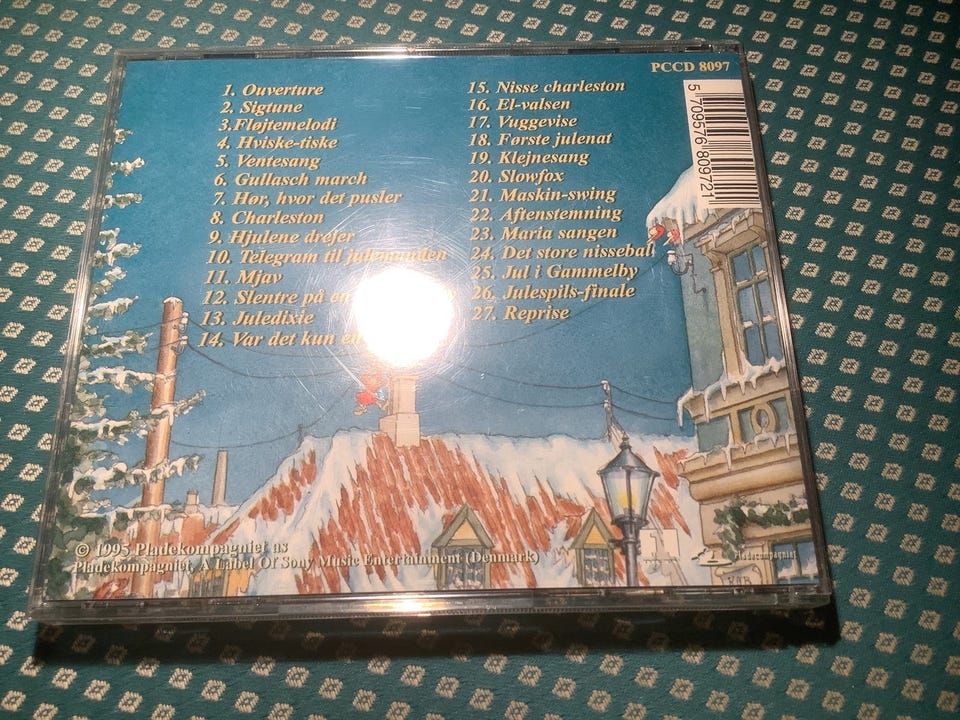 PCCD 8097
1. Ouverture
2. Sigtune
3. Fløjtemelodi
4. Hviske-tiske
5. Ventesang
6. Gullasch march
7. Hør, hvor det pusler
8. Charleston
9. Hjulene drejer
10. Telegram til julemanden
11. Mjav
12. Slentre på
13. Juledixie
14. Var det kun en
15. Nisse charleston
16. El-valsen
17. Vuggevise
18. Første julenat
19. Klejnesang
20. Slowfox
21. Maskin-swing
22. Aftenstemning
23. Maria sangen
24. Det store nissebal
25. Jul i Gammelby
26. Julespils-finale
27. Reprise
5 709576 809721
© 1995 Pladekompagniet as
Pladekompagniet, A Label Of Sony Music Entertainment (Denmark)
Pladekompagniet